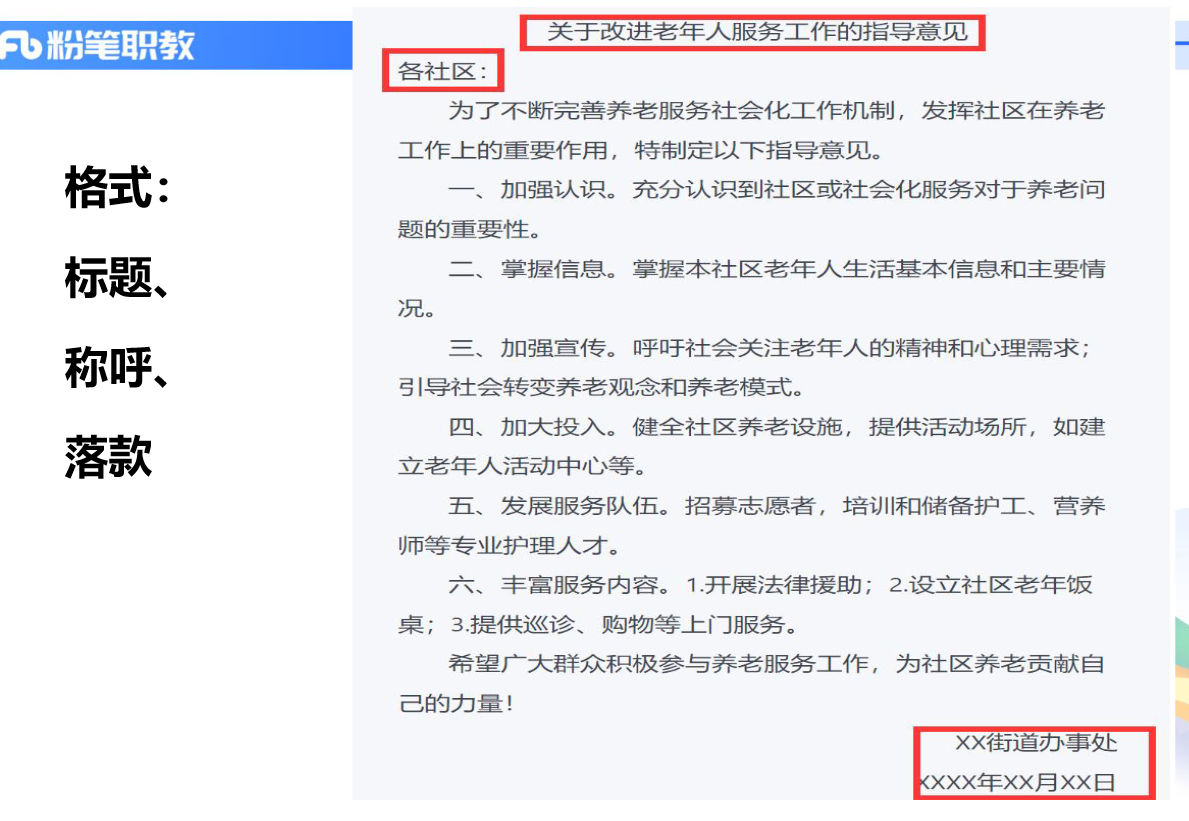 粉笔职教
格式：
标题、
称呼、
落款
关于改进老年人服务工作的指导意见
各社区：
为了不断完善养老服务社会化工作机制，发挥社区在养老
工作上的重要作用，特制定以下指导意见。
一、加强认识。充分认识到社区或社会化服务对于养老问
题的重要性。
二、掌握信息。掌握本社区老年人生活基本信息和主要情
况。
三、加强宣传。呼吁社会关注老年人的精神和心理需求；
引导社会转变养老观念和养老模式。
四、加大投入。健全社区养老设施，提供活动场所，如建
立老年人活动中心等。
五、发展服务队伍。招募志愿者，培训和储备护工、营养
师等专业护理人才。
六、丰富服务内容。1.开展法律援助；2.设立社区老年饭
桌；3.提供巡诊、购物等上门服务。
希望广大群众积极参与养老服务工作，为社区养老贡献自
己的力量！
XX街道办事处
XXXX年XX月XX日